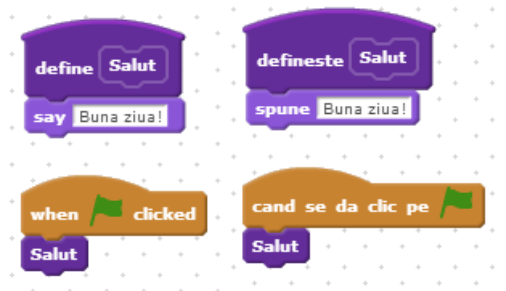 define Salut
say Buna ziua!
when clicked
Salut
defineste Salut
spune Buna ziua!
cand se da clic pe
Salut